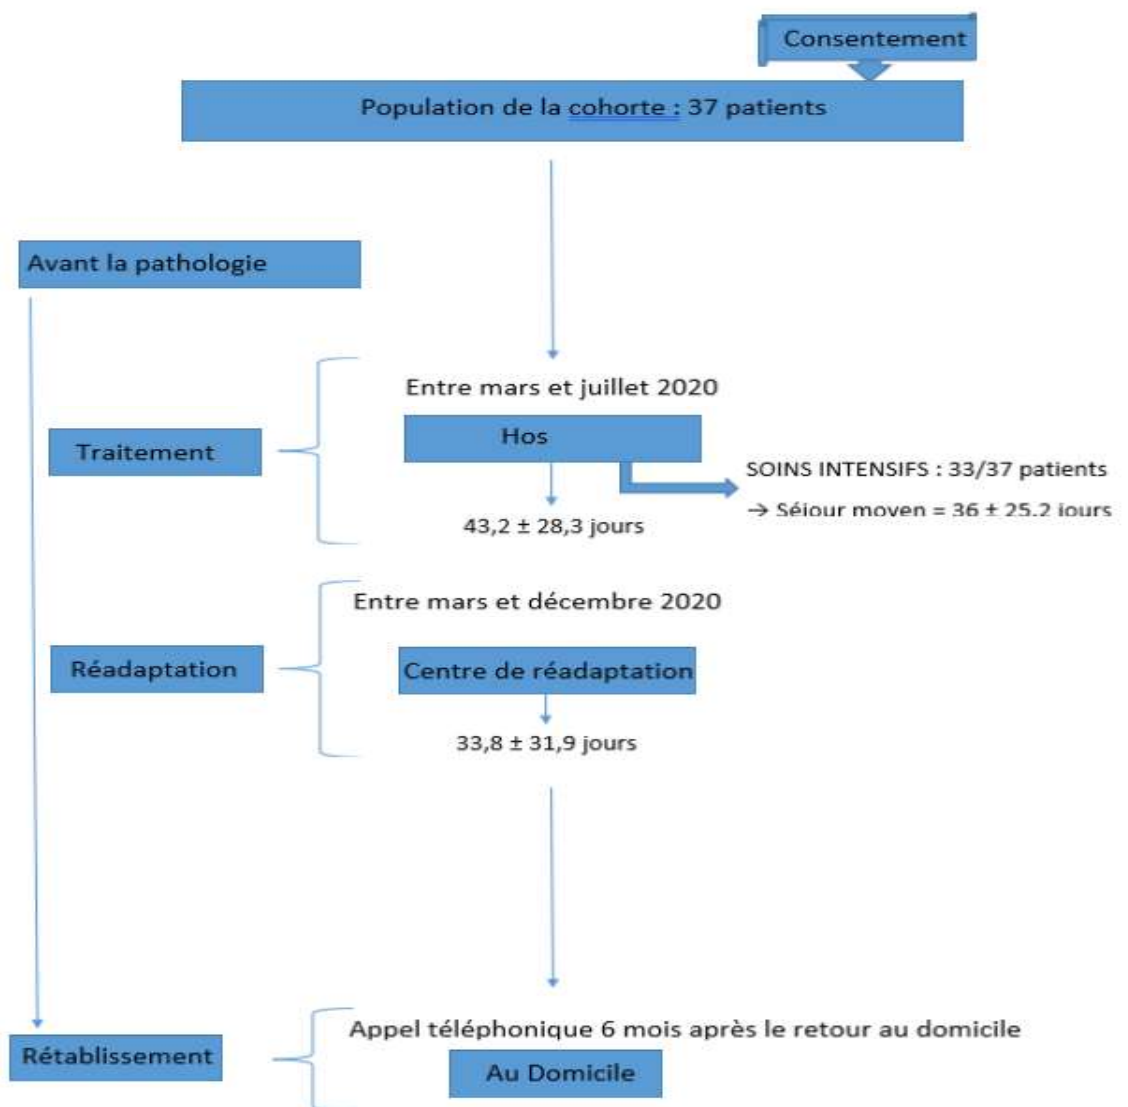 Consentement
Population de la cohorte : 37 patients
Avant la pathologie
Entre mars et juillet 2020
Hos
Traitement
SOINS INTENSIFS : 33/37 patients
→ Séjour moyen = 36 ± 25.2 jours
43,2 ± 28,3 jours
Entre mars et décembre 2020
Réadaptation
Centre de réadaptation
33,8 ± 31,9 jours
Appel téléphonique 6 mois après le retour au domicile
Rétablissement
Au Domicile